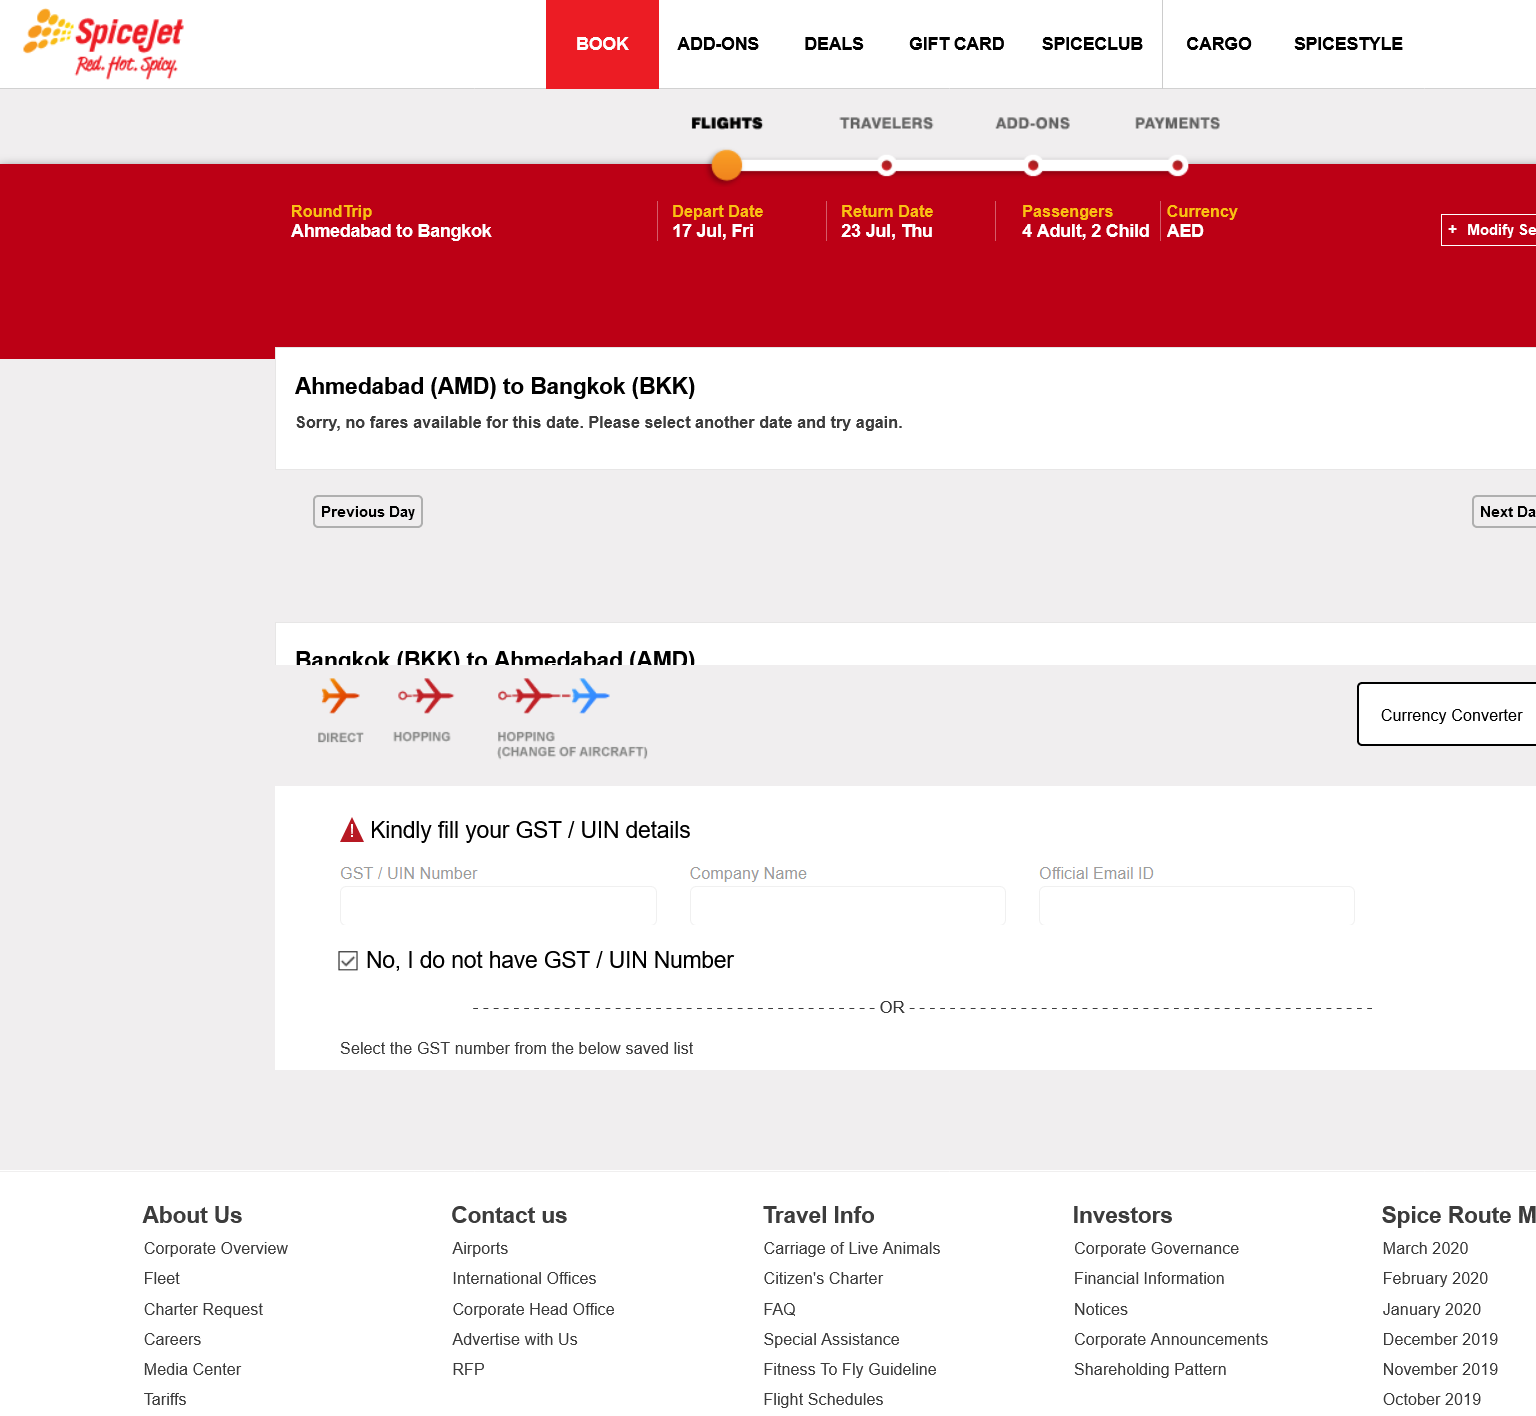 SpiceJet
Red. Hot. Spicy.
BOOK ADD-ONS DEALS GIFT CARD SPICECLUB CARGO SPICESTYLE
FLIGHTS TRAVELERS ADD-ONS PAYMENTS
RoundTrip Depart Date Return Date Passengers Currency
Ahmedabad to Bangkok 17 Jul, Fri 23 Jul, Thu 4 Adult, 2 Child AED
+ Modify Se
Ahmedabad (AMD) to Bangkok (BKK)
Sorry, no fares available for this date. Please select another date and try again.
Previous Day Next Da
Bangkok (BKK) to Ahmedabad (AMD)
DIRECT HOPPING HOPPING
(CHANGE OF AIRCRAFT)
Currency Converter
Kindly fill your GST / UIN details
GST / UIN Number Company Name Official Email ID
No, I do not have GST / UIN Number
OR
Select the GST number from the below saved list
About Us Contact us Travel Info Investors Spice Route M
Corporate Overview Airports Carriage of Live Animals Corporate Governance March 2020
Fleet International Offices Citizen's Charter Financial Information February 2020
Charter Request Corporate Head Office FAQ Notices January 2020
Careers Advertise with Us Special Assistance Corporate Announcements December 2019
Media Center RFP Fitness To Fly Guideline Shareholding Pattern November 2019
Tariffs Flight Schedules October 2019